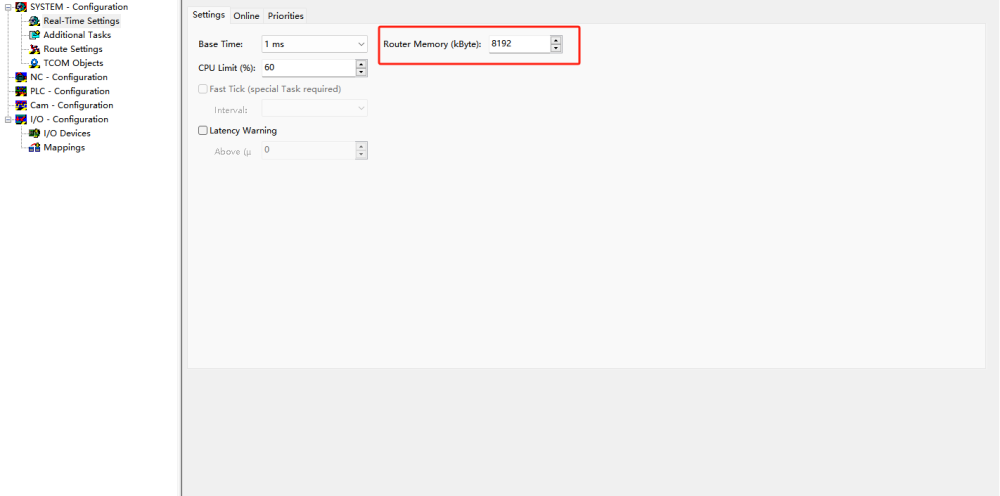 SYSTEM - Configuration
Real-Time Settings
Additional Tasks
Route Settings
TCOM Objects
NC - Configuration
PLC - Configuration
Cam - Configuration
I/O - Configuration
I/O Devices
Mappings
Settings Online Priorities
Base Time: 1 ms Router Memory (kByte): 8192
CPU Limit (%): 60
Fast Tick (special Task required)
Interval:
Latency Warning
Above (μ 0